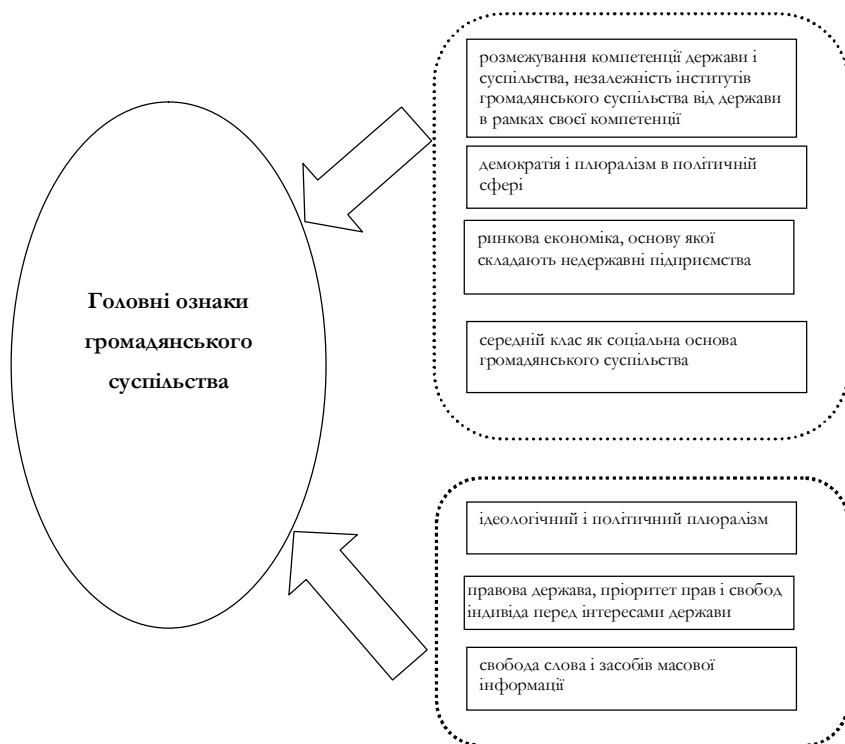 Головні ознаки
громадянського
суспільства
розмежування компетенції держави і
суспільства, незалежність інститутів
громадянського суспільства від держави
в рамках своєї компетенції
демократія і плюралізм в політичній
сфері
ринкова економіка, основу якої
складають недержавні підприємства
середній клас як соціальна основа
громадянського суспільства
ідеологічний і політичний плюралізм
правова держава, пріоритет прав і свобод
індивіда перед інтересами держави
свобода слова і засобів масової
інформації